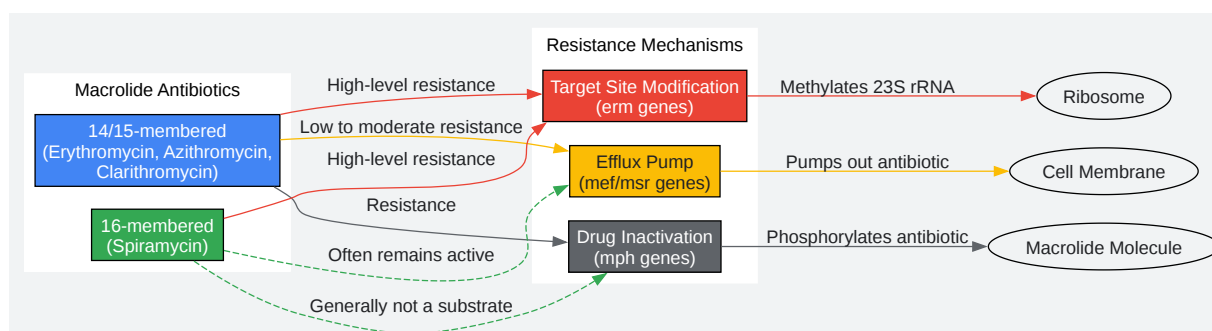 Resistance Mechanisms
Macrolide Antibiotics
High-level resistance
Target Site Modification
(erm genes)
Methylates 23S rRNA
Ribosome
14/15-membered
(Erythromycin, Azithromycin,
Clarithromycin)
Low to moderate resistance
High-level resistance
Efflux Pump
(mef/msr genes)
Pumps out antibiotic
Cell Membrane
Resistance
16-membered
(Spiramycin)
Drug Inactivation
(mph genes)
Phosphorylates antibiotic
Macrolide Molecule
Often remains active
Generally not a substrate